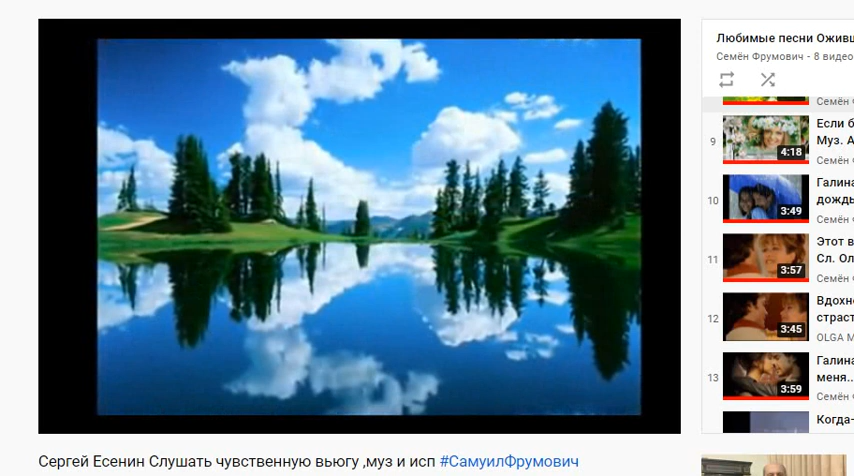 Любимые песни Ожив
Семён Фрумович - 8 видео
Семён
9
4:18
Если б
Муз. А
Семён
10
3:49
Галина
дождь
Семён
11
3:57
Этот в
Сл. Ол
Семён
12
3:45
Вдохн
страст
OLGA M
13
3:59
Галина
меня..
Семён
Когда-
Сергей Есенин Слушать чувственную вьюгу ,муз и исп #СамуилФрумович